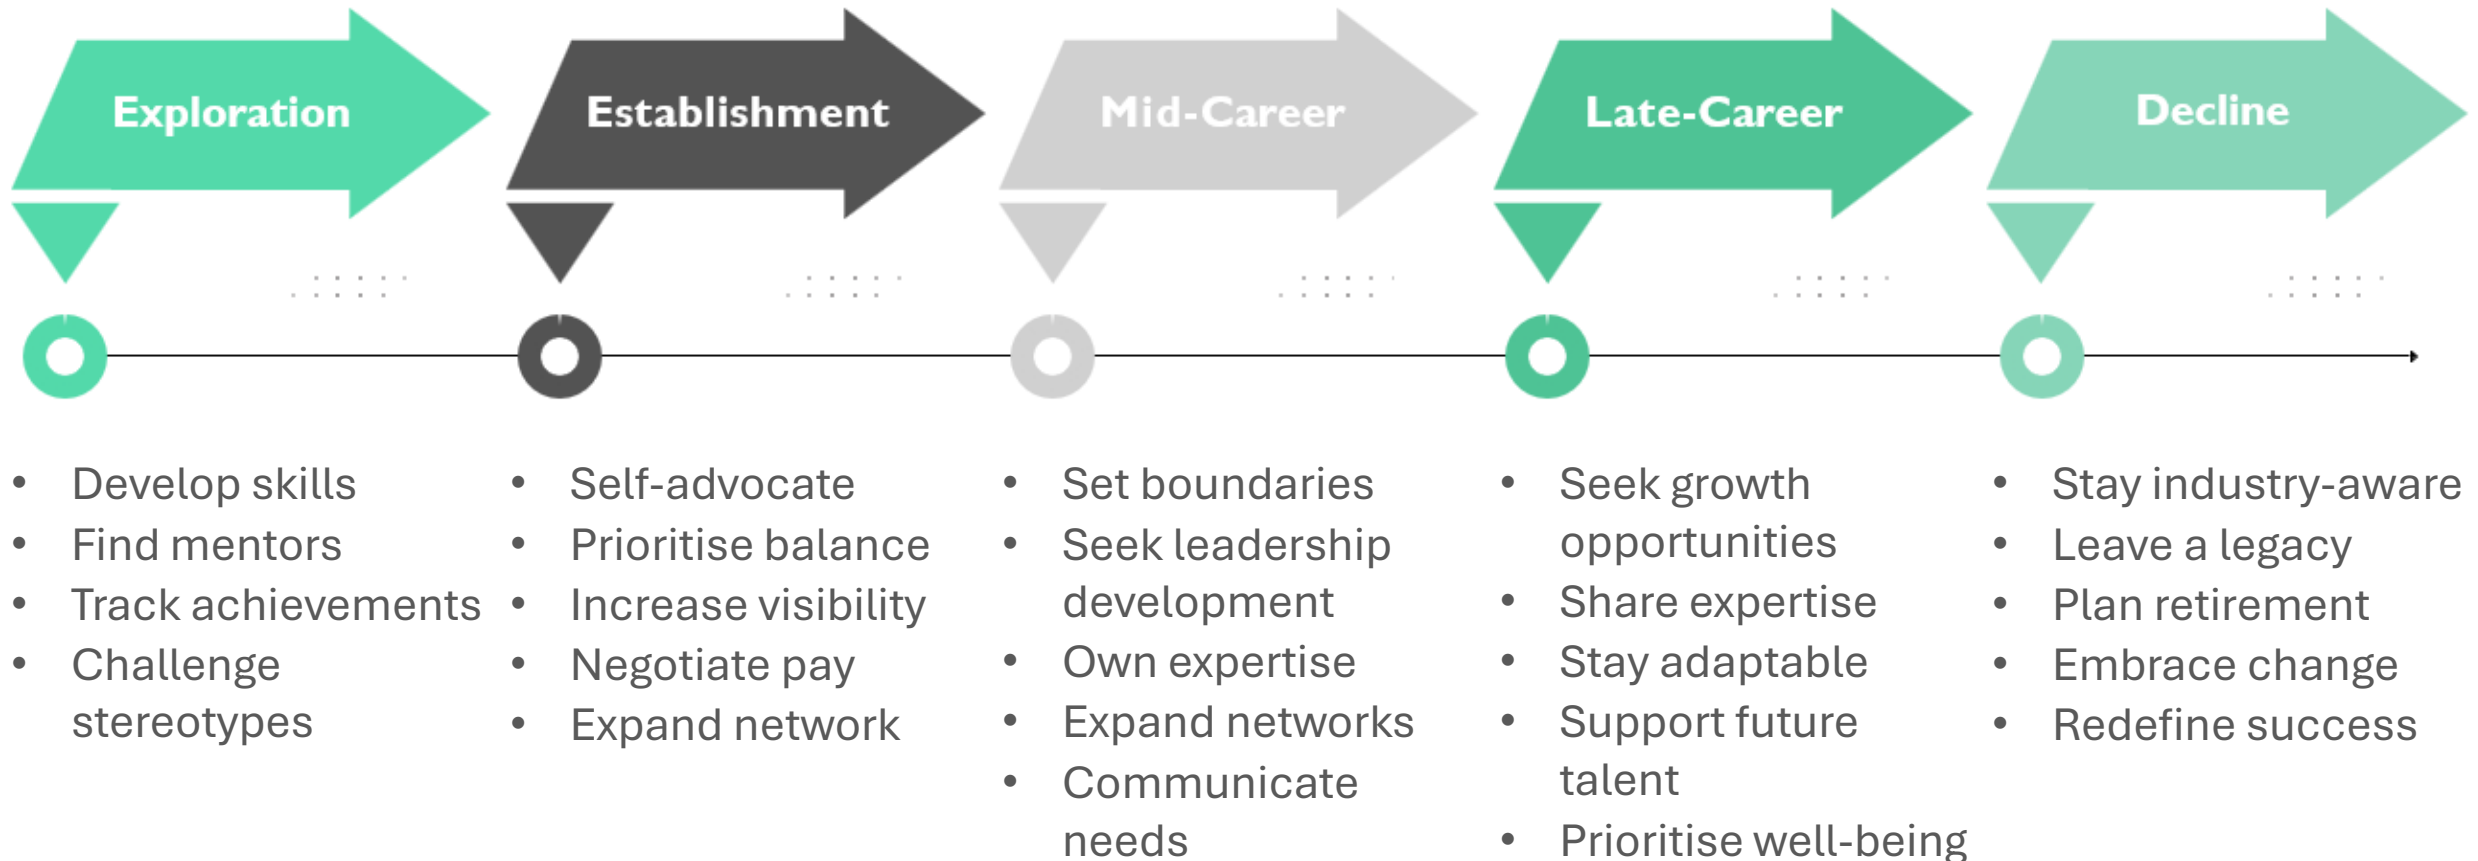 Exploration
Establishment
Mid-Career
Late-Career
Decline
• Develop skills
• Find mentors
• Track achievements
• Challenge
stereotypes
• Self-advocate
• Prioritise balance
• Increase visibility
• Negotiate pay
• Expand network
• Set boundaries
• Seek leadership
development
• Own expertise
• Expand networks
• Communicate
needs
• Seek growth
opportunities
• Share expertise
• Stay adaptable
• Support future
talent
• Prioritise well-being
• Stay industry-aware
• Leave a legacy
• Plan retirement
• Embrace change
• Redefine success